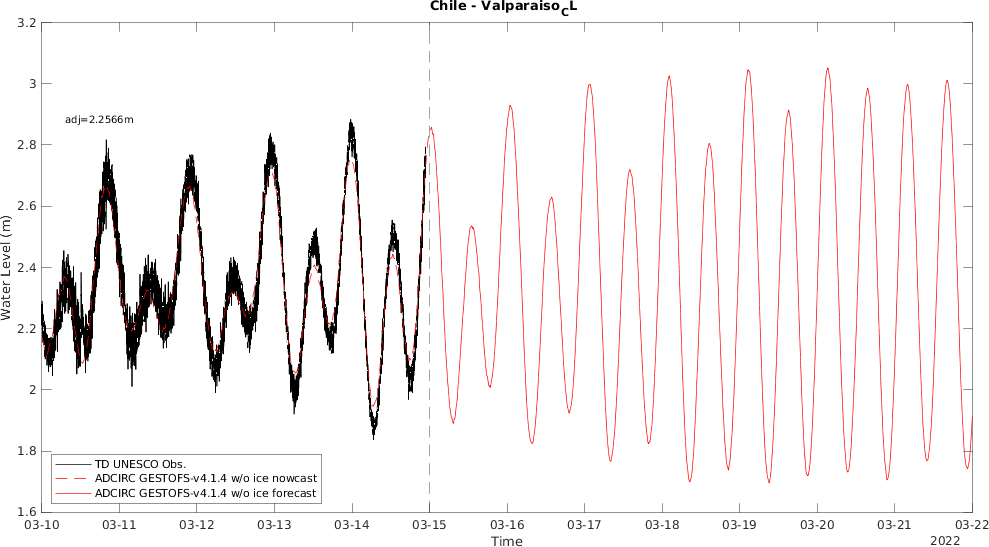 Chile - Valparaiso_CL
3.2
3
2.8
2.6
2.4
2.2
2
1.8
1.6
Water Level (m)
adj=2.2566m
TD UNESCO Obs.
ADCIRC GESTOFS-v4.1.4 w/o ice nowcast
ADCIRC GESTOFS-v4.1.4 w/o ice forecast
03-10 03-11 03-12 03-13 03-14 03-15 03-16 03-17 03-18 03-19 03-20 03-21 03-22
Time
2022